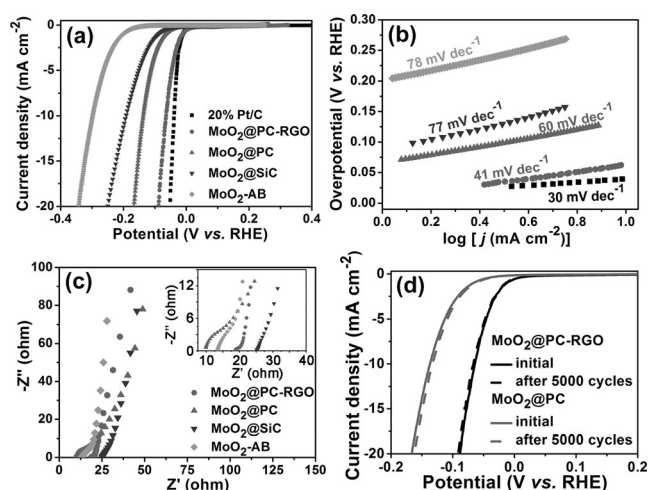 (a)
Current density (mA cm⁻²)
0
-5
-10
-15
-20
-0.4
-0.2
0.0
0.2
0.4
Potential (V vs. RHE)
20% Pt/C
MoO₂@PC-RGO
MoO₂@PC
MoO₂@SiC
MoO₂-AB
(b)
Overpotential (V vs. RHE)
0.30
0.25
0.20
0.15
0.10
0.05
0.00
0.0
0.2
0.4
0.6
0.8
1.0
log [ j (mA cm⁻²)]
78 mV dec⁻¹
77 mV dec⁻¹
60 mV dec⁻¹
41 mV dec⁻¹
30 mV dec⁻¹
(c)
-Z'' (ohm)
100
80
60
40
20
0
0
25
50
75
100
125
150
Z' (ohm)
-Z'' (ohm)
12
8
4
0
10
20
30
40
Z' (ohm)
MoO₂@PC-RGO
MoO₂@PC
MoO₂@SiC
MoO₂-AB
(d)
Current density (mA cm⁻²)
0
-5
-10
-15
-20
-0.2
-0.1
0.0
0.1
0.2
Potential (V vs. RHE)
MoO₂@PC-RGO
initial
after 5000 cycles
MoO₂@PC
initial
after 5000 cycles